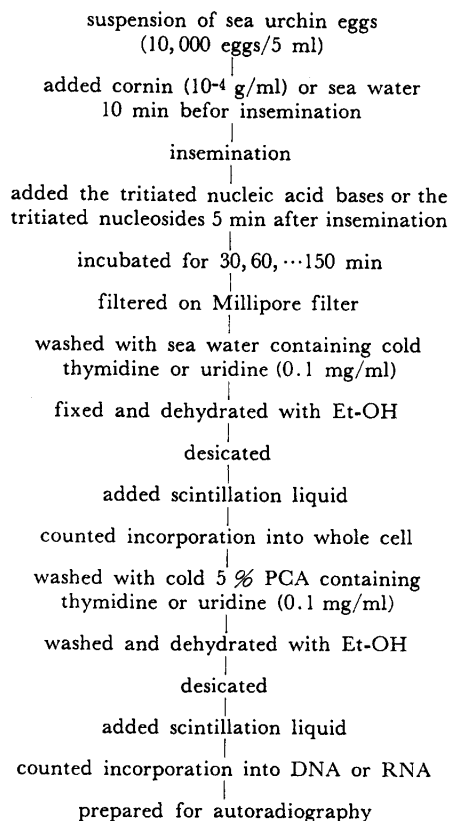 suspension of sea urchin eggs
(10,000 eggs/5 ml)
added cornin (10-4 g/ml) or sea water
10 min befor insemination
insemination
added the tritiated nucleic acid bases or the
tritiated nucleosides 5 min after insemination
incubated for 30, 60, ···150 min
filtered on Millipore filter
washed with sea water containing cold
thymidine or uridine (0.1 mg/ml)
fixed and dehydrated with Et-OH
desicated
added scintillation liquid
counted incorporation into whole cell
washed with cold 5 % PCA containing
thymidine or uridine (0.1 mg/ml)
washed and dehydrated with Et-OH
desicated
added scintillation liquid
counted incorporation into DNA or RNA
prepared for autoradiography